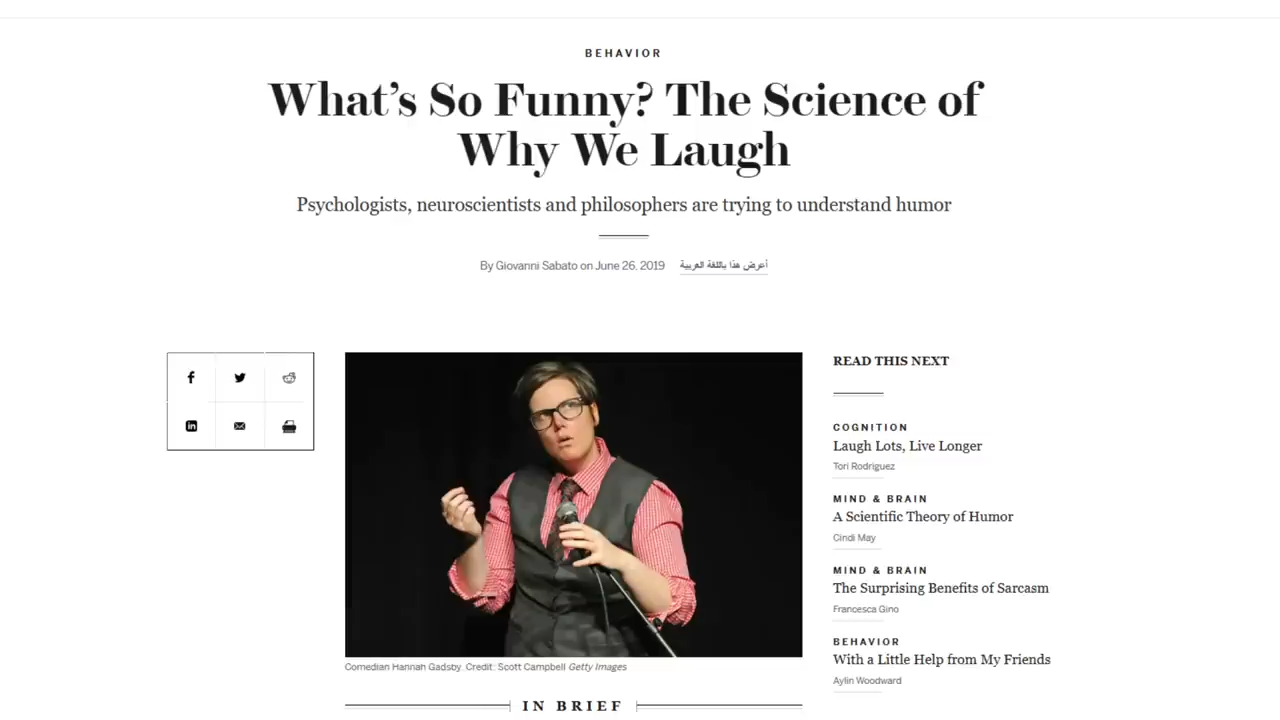 BEHAVIOR
What's So Funny? The Science of
Why We Laugh
Psychologists, neuroscientists and philosophers are trying to understand humor
By Giovanni Sabato on June 26, 2019 أعرض هذا باللغة العربية
READ THIS NEXT
COGNITION
Laugh Lots, Live Longer
Tori Rodriguez
MIND & BRAIN
A Scientific Theory of Humor
Cindi May
MIND & BRAIN
The Surprising Benefits of Sarcasm
Francesca Gino
BEHAVIOR
With a Little Help from My Friends
Aylin Woodward
Comedian Hannah Gadsby. Credit: Scott Campbell Getty Images
IN BRIEF